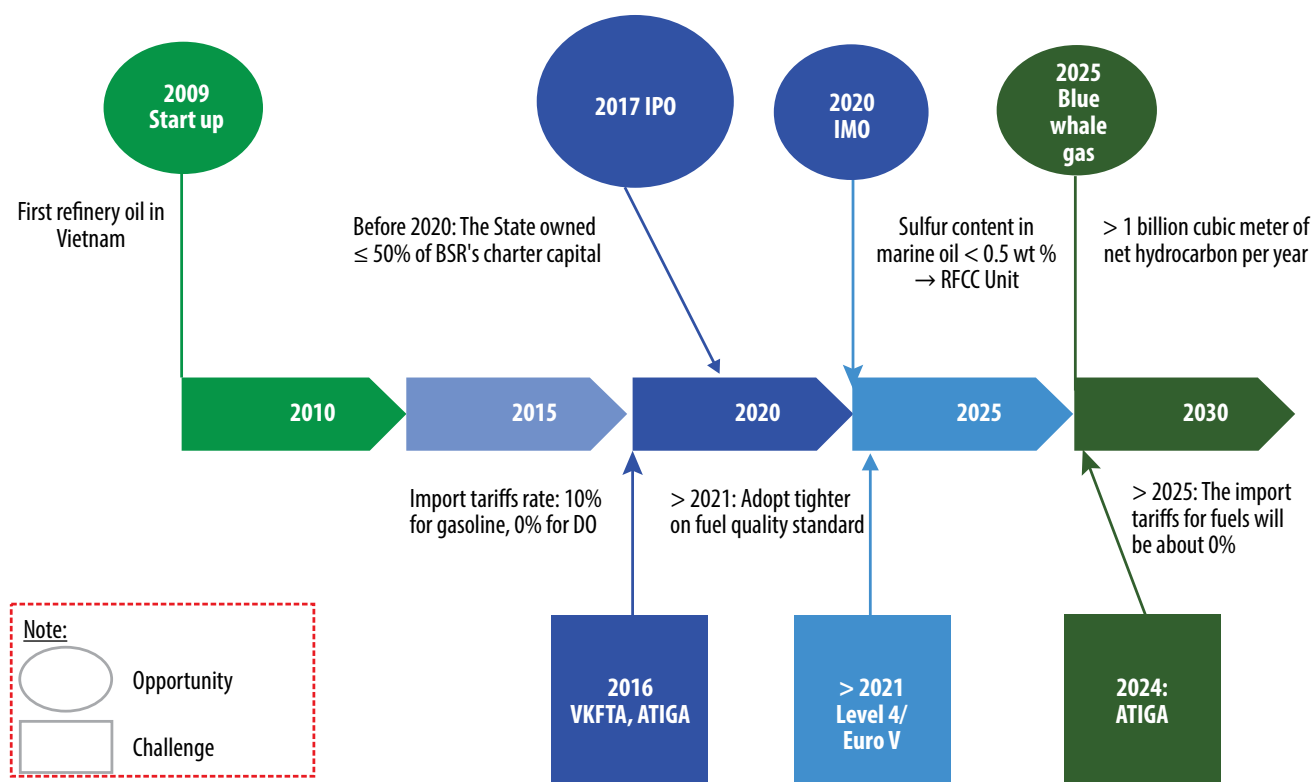 2009
Start up
2017 IPO
2020
IMO
2025
Blue
whale
gas
First refinery oil in
Vietnam
Before 2020: The State owned
≤ 50% of BSR's charter capital
Sulfur content in
marine oil < 0.5 wt %
→ RFCC Unit
> 1 billion cubic meter of
net hydrocarbon per year
2010
2015
2020
2025
2030
Import tariffs rate: 10%
for gasoline, 0% for DO
> 2021: Adopt tighter
on fuel quality standard
> 2025: The import
tariffs for fuels will
be about 0%
Note:
Opportunity
Challenge
2016
VKFTA, ATIGA
> 2021
Level 4/
Euro V
2024:
ATIGA